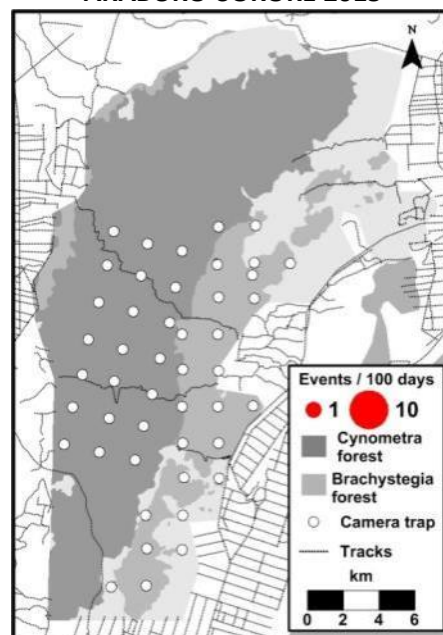 N
Events / 100 days
1 10
Cynometra
forest
Brachystegia
forest
Camera trap
Tracks
km
0 2 4 6